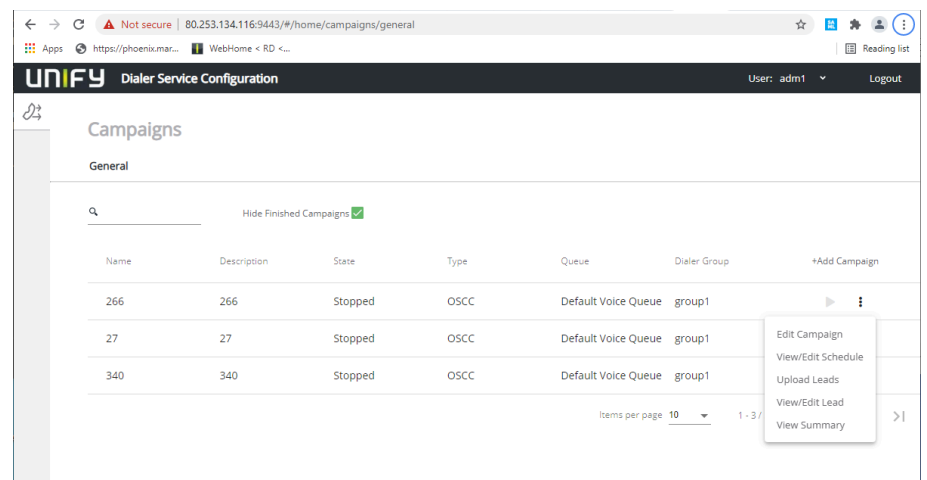 Not secure | 80.253.134.116:9443/#/home/campaigns/general
Apps https://phoenix.mar... WebHome < RD <... Reading list
UNIFY Dialer Service Configuration User: adm1 Logout
Campaigns
General
Hide Finished Campaigns
Name Description State Type Queue Dialer Group +Add Campaign
266 266 Stopped OSCC Default Voice Queue group1
27 27 Stopped OSCC Default Voice Queue group1
340 340 Stopped OSCC Default Voice Queue group1
Edit Campaign
View/Edit Schedule
Upload Leads
View/Edit Lead
View Summary
Items per page 10 1 - 3 /